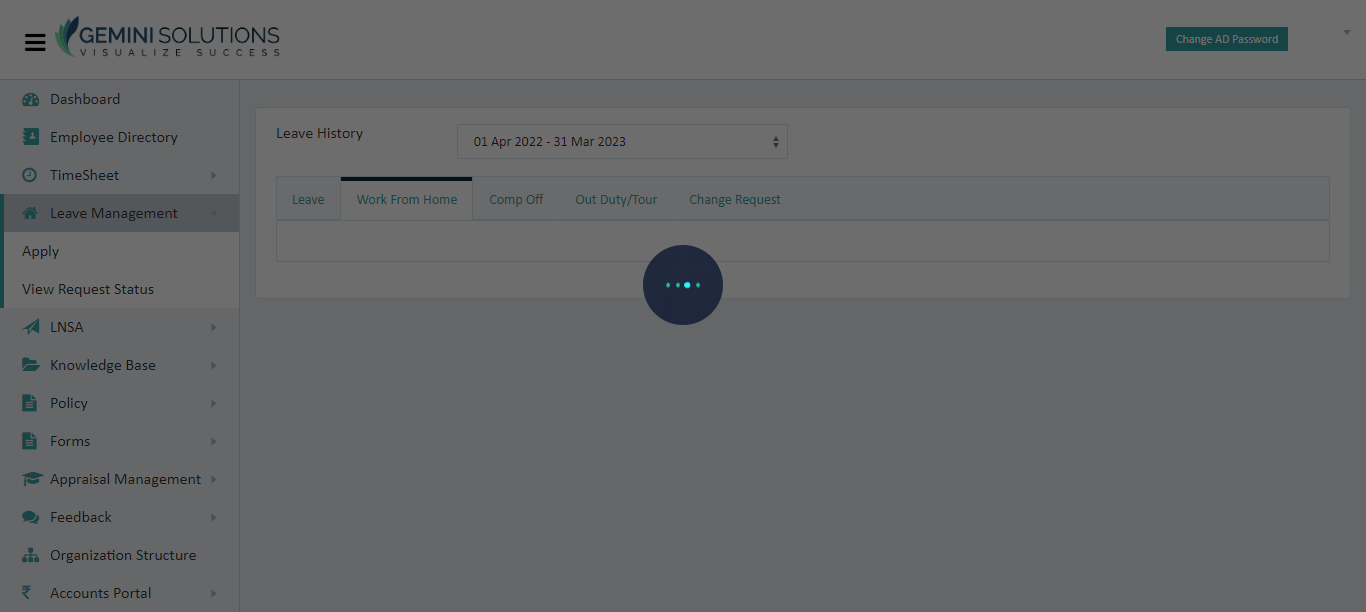 GEMINI SOLUTIONS
VISUALIZE SUCCESS
Change AD Password
Dashboard
Employee Directory
TimeSheet
Leave Management
Apply
View Request Status
LNSA
Knowledge Base
Policy
Forms
Appraisal Management
Feedback
Organization Structure
Accounts Portal
Leave History
01 Apr 2022 - 31 Mar 2023
Leave Work From Home Comp Off Out Duty/Tour Change Request